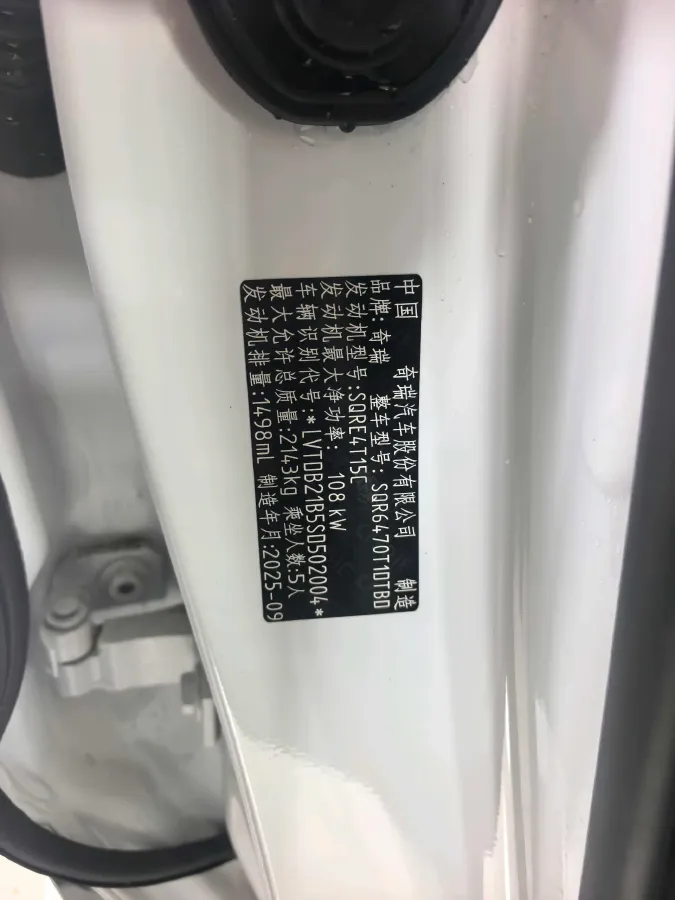 中国 奇瑞汽车股份有限公司 制造
品牌:奇瑞 整车型号:SQR6470T1DTBD
发动机型号:SQRE4T15C
发动机最大净功率: 108 kW
车辆识别代号:*LVTDB21B5SD502004*
最大允许总质量:2143kg 乘坐人数:5人
发动机排量:1498mL 制造年月:2025-09